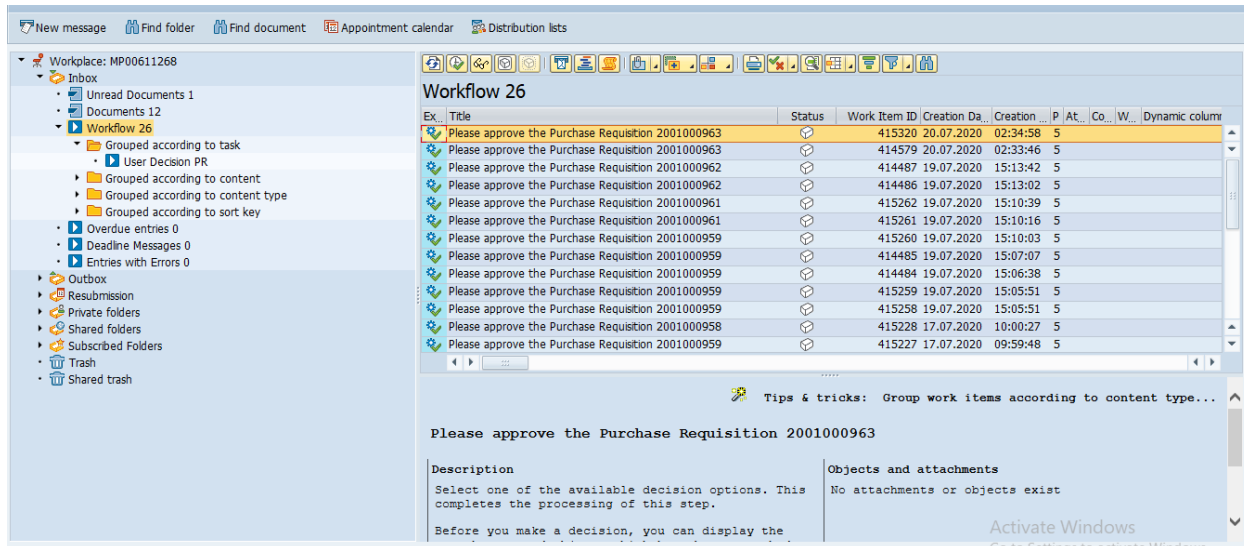 New message Find folder Find document Appointment calendar Distribution lists
Workplace: MP00611268
Inbox
Unread Documents 1
Documents 12
Workflow 26
Grouped according to task
User Decision PR
Grouped according to content
Grouped according to content type
Grouped according to sort key
Overdue entries 0
Deadline Messages 0
Entries with Errors 0
Outbox
Resubmission
Private folders
Shared folders
Subscribed Folders
Trash
Shared trash
Workflow 26
Ex... Title Status Work Item ID Creation Da... Creation ... P At... Co... W... Dynamic column
Please approve the Purchase Requisition 2001000963 415320 20.07.2020 02:34:58 5
Please approve the Purchase Requisition 2001000963 414579 20.07.2020 02:33:46 5
Please approve the Purchase Requisition 2001000962 414487 19.07.2020 15:13:42 5
Please approve the Purchase Requisition 2001000962 414486 19.07.2020 15:13:02 5
Please approve the Purchase Requisition 2001000961 415262 19.07.2020 15:10:39 5
Please approve the Purchase Requisition 2001000961 415261 19.07.2020 15:10:16 5
Please approve the Purchase Requisition 2001000959 415260 19.07.2020 15:10:03 5
Please approve the Purchase Requisition 2001000959 414485 19.07.2020 15:07:07 5
Please approve the Purchase Requisition 2001000959 414484 19.07.2020 15:06:38 5
Please approve the Purchase Requisition 2001000959 415259 19.07.2020 15:05:51 5
Please approve the Purchase Requisition 2001000959 415258 19.07.2020 15:05:51 5
Please approve the Purchase Requisition 2001000958 415228 17.07.2020 10:00:27 5
Please approve the Purchase Requisition 2001000959 415227 17.07.2020 09:59:48 5
Tips & tricks: Group work items according to content type...
Please approve the Purchase Requisition 2001000963
Description
Select one of the available decision options. This
completes the processing of this step.
Before you make a decision, you can display the
Objects and attachments
No attachments or objects exist
Activate Windows